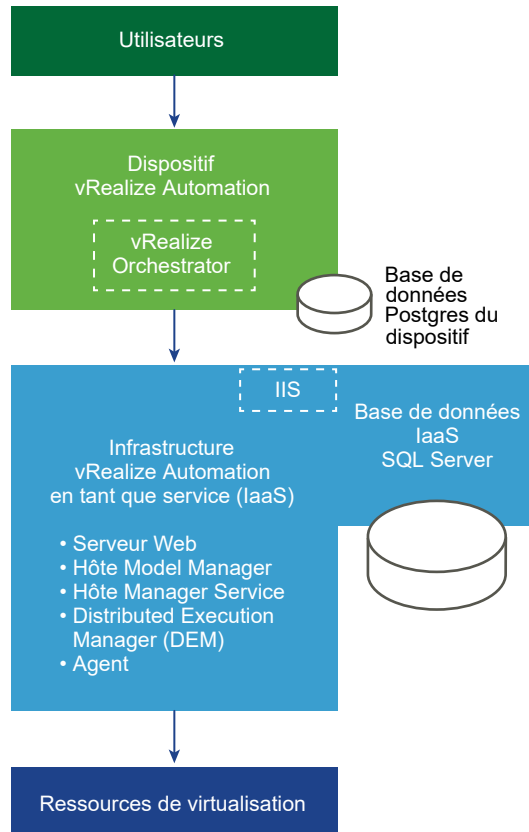 Utilisateurs
Dispositif
vRealize Automation
vRealize
Orchestrator
Base de
données
Postgres du
dispositif
IIS
Base de données
IaaS
SQL Server
Infrastructure
vRealize Automation
en tant que service (IaaS)
• Serveur Web
• Hôte Model Manager
• Hôte Manager Service
• Distributed Execution
Manager (DEM)
• Agent
Ressources de virtualisation